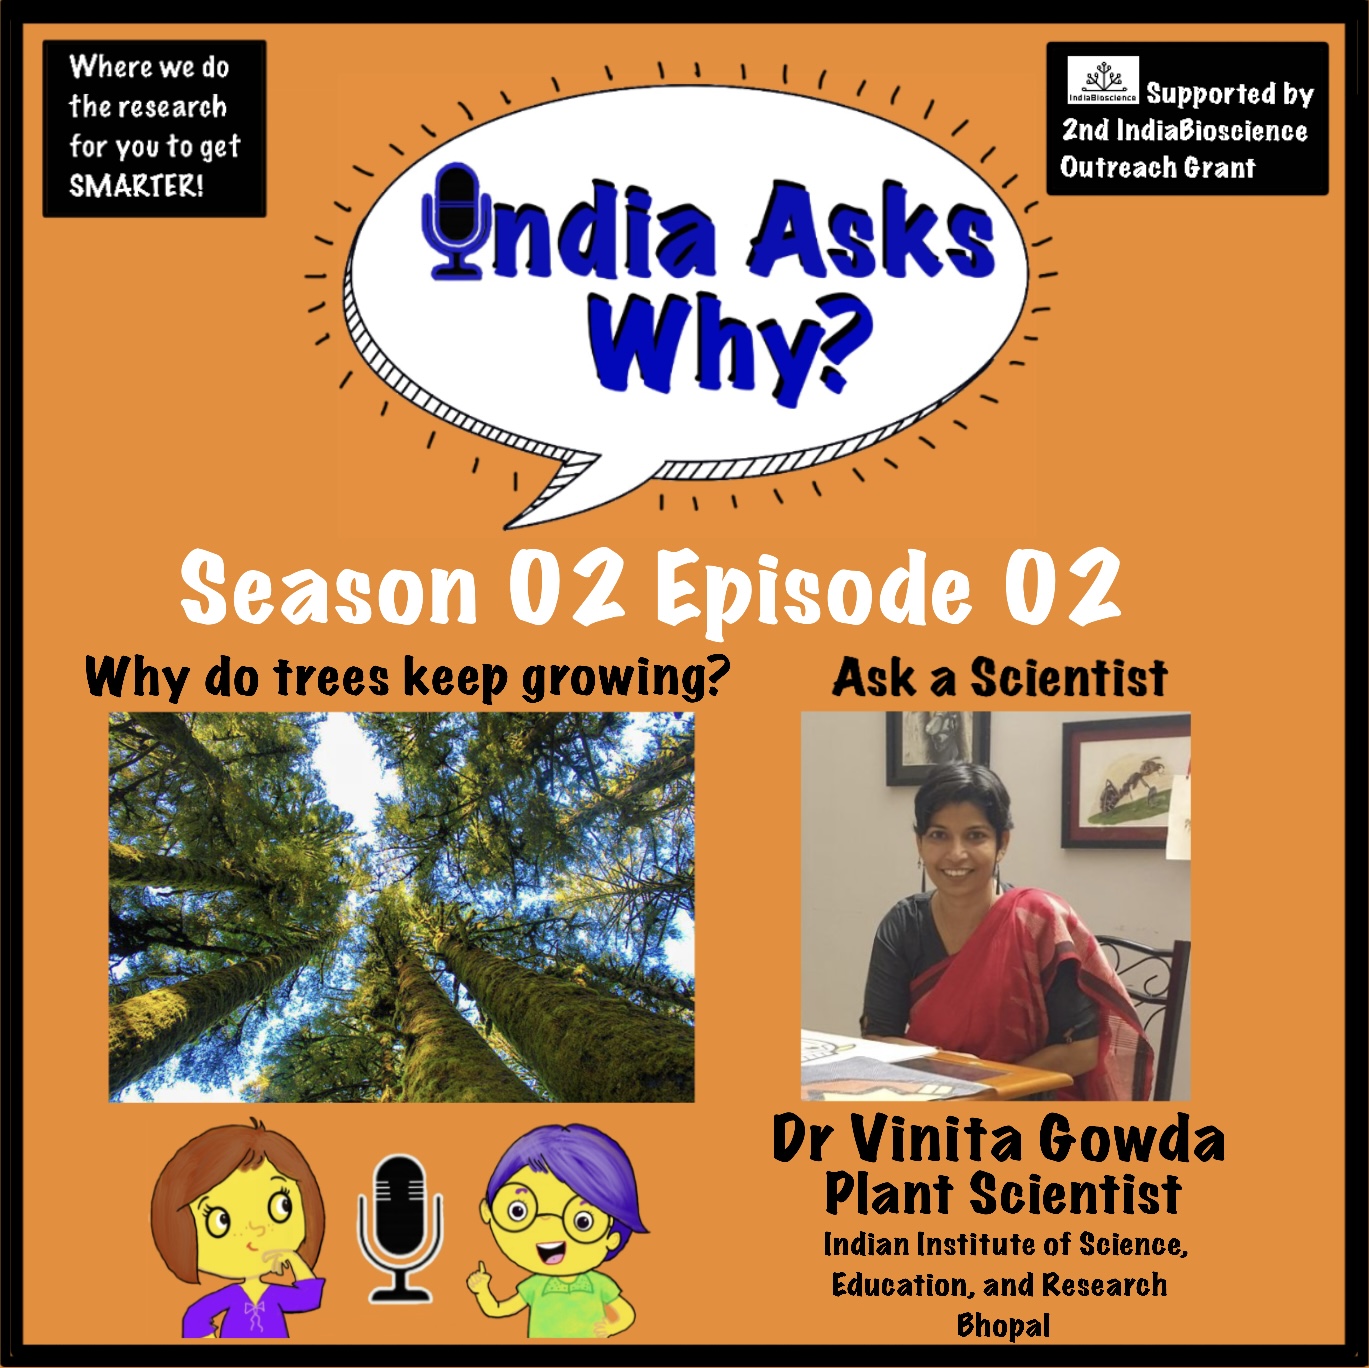 Where we do
the research
for you to get
SMARTER!
IndiaBioscience
Supported by
2nd IndiaBioscience
Outreach Grant
India Asks
Why?
Season 02 Episode 02
Why do trees keep growing?
Ask a Scientist
Dr Vinita Gowda
Plant Scientist
Indian Institute of Science,
Education, and Research
Bhopal